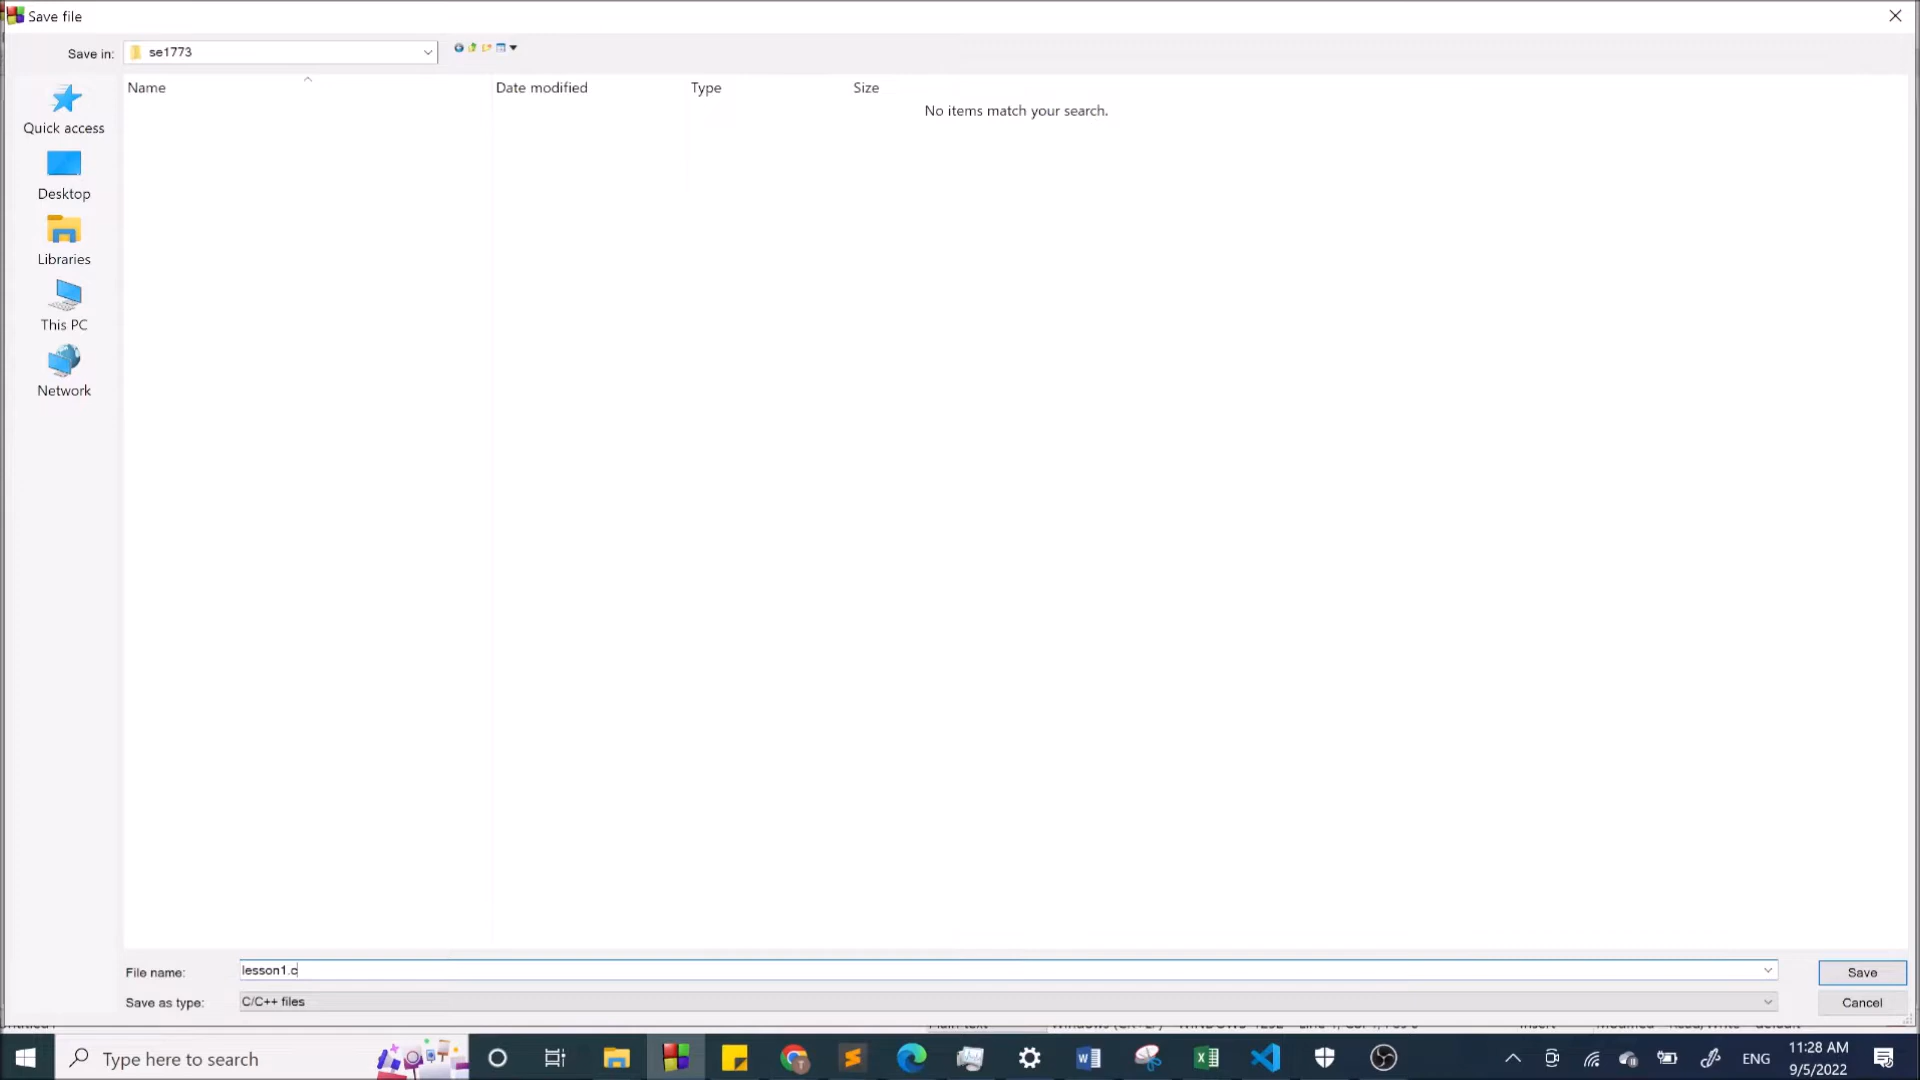 Save file
Save in: se1773
Name Date modified Type Size
No items match your search.
Quick access
Desktop
Libraries
This PC
Network
File name: lesson1.c Save
Save as type: C/C++ files Cancel
Type here to search
ENG
11:28 AM
9/5/2022